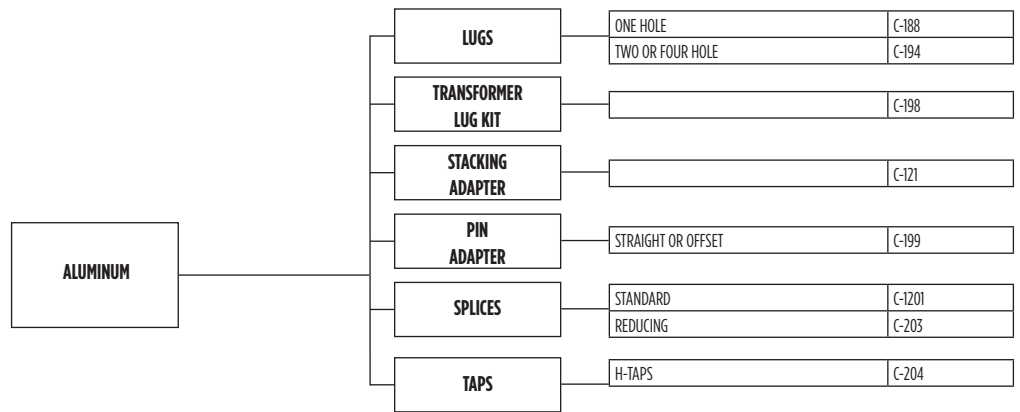 LUGS
ONE HOLE C-188
TWO OR FOUR HOLE C-194
TRANSFORMER
LUG KIT
C-198
STACKING
ADAPTER
C-121
PIN
ADAPTER
STRAIGHT OR OFFSET C-199
ALUMINUM
SPLICES
STANDARD C-1201
REDUCING C-203
TAPS
H-TAPS C-204